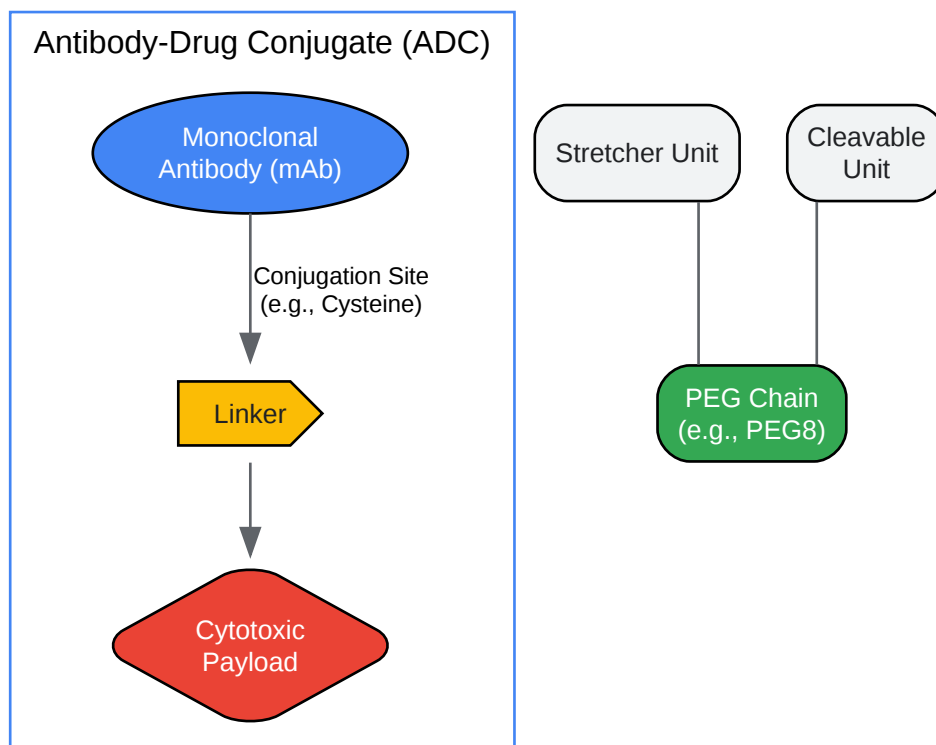 Antibody-Drug Conjugate (ADC)
Monoclonal
Antibody (mAb)
Conjugation Site
(e.g., Cysteine)
Linker
Cytotoxic
Payload
Stretcher Unit
Cleavable
Unit
PEG Chain
(e.g., PEG8)